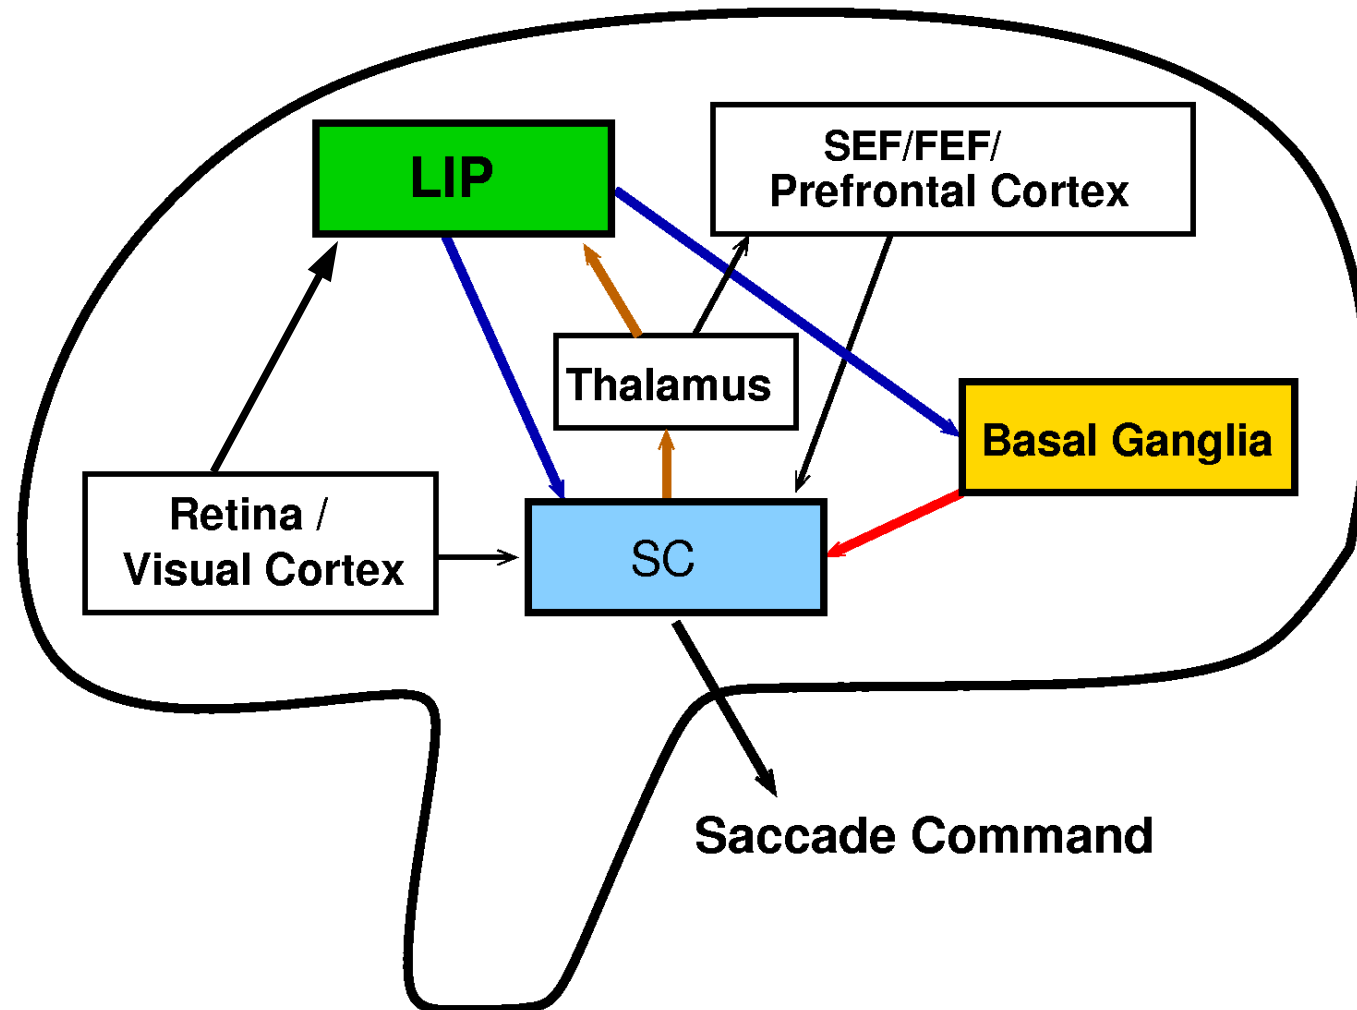 LIP
SEF/FEF/
Prefrontal Cortex
Thalamus
Basal Ganglia
Retina /
Visual Cortex
SC
Saccade Command